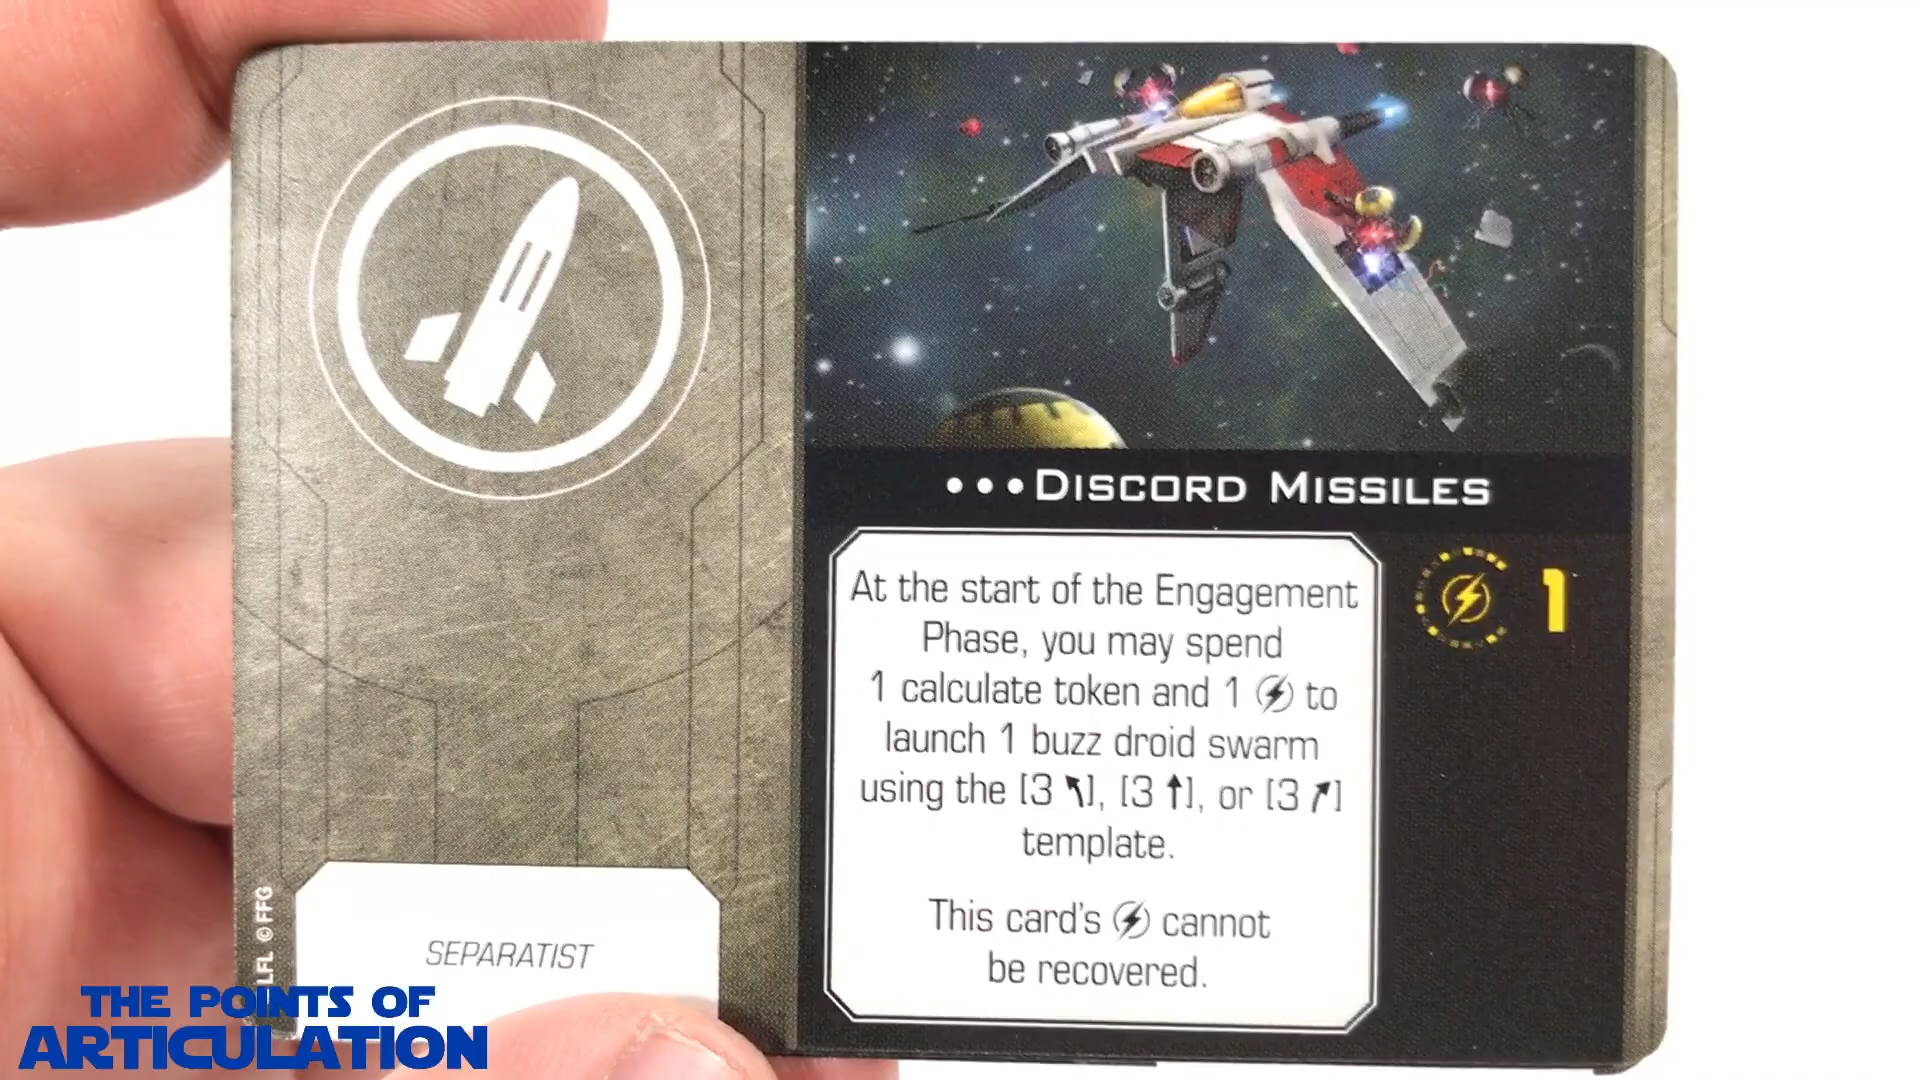 •••DISCORD MISSILES
At the start of the Engagement
Phase, you may spend
1 calculate token and 1 to
launch 1 buzz droid swarm
using the [3 ↖], [3 ↑], or [3 ↗]
template.
This card's cannot
be recovered.
1
SEPARATIST
LFL ©FFG
THE POINTS OF
ARTICULATION